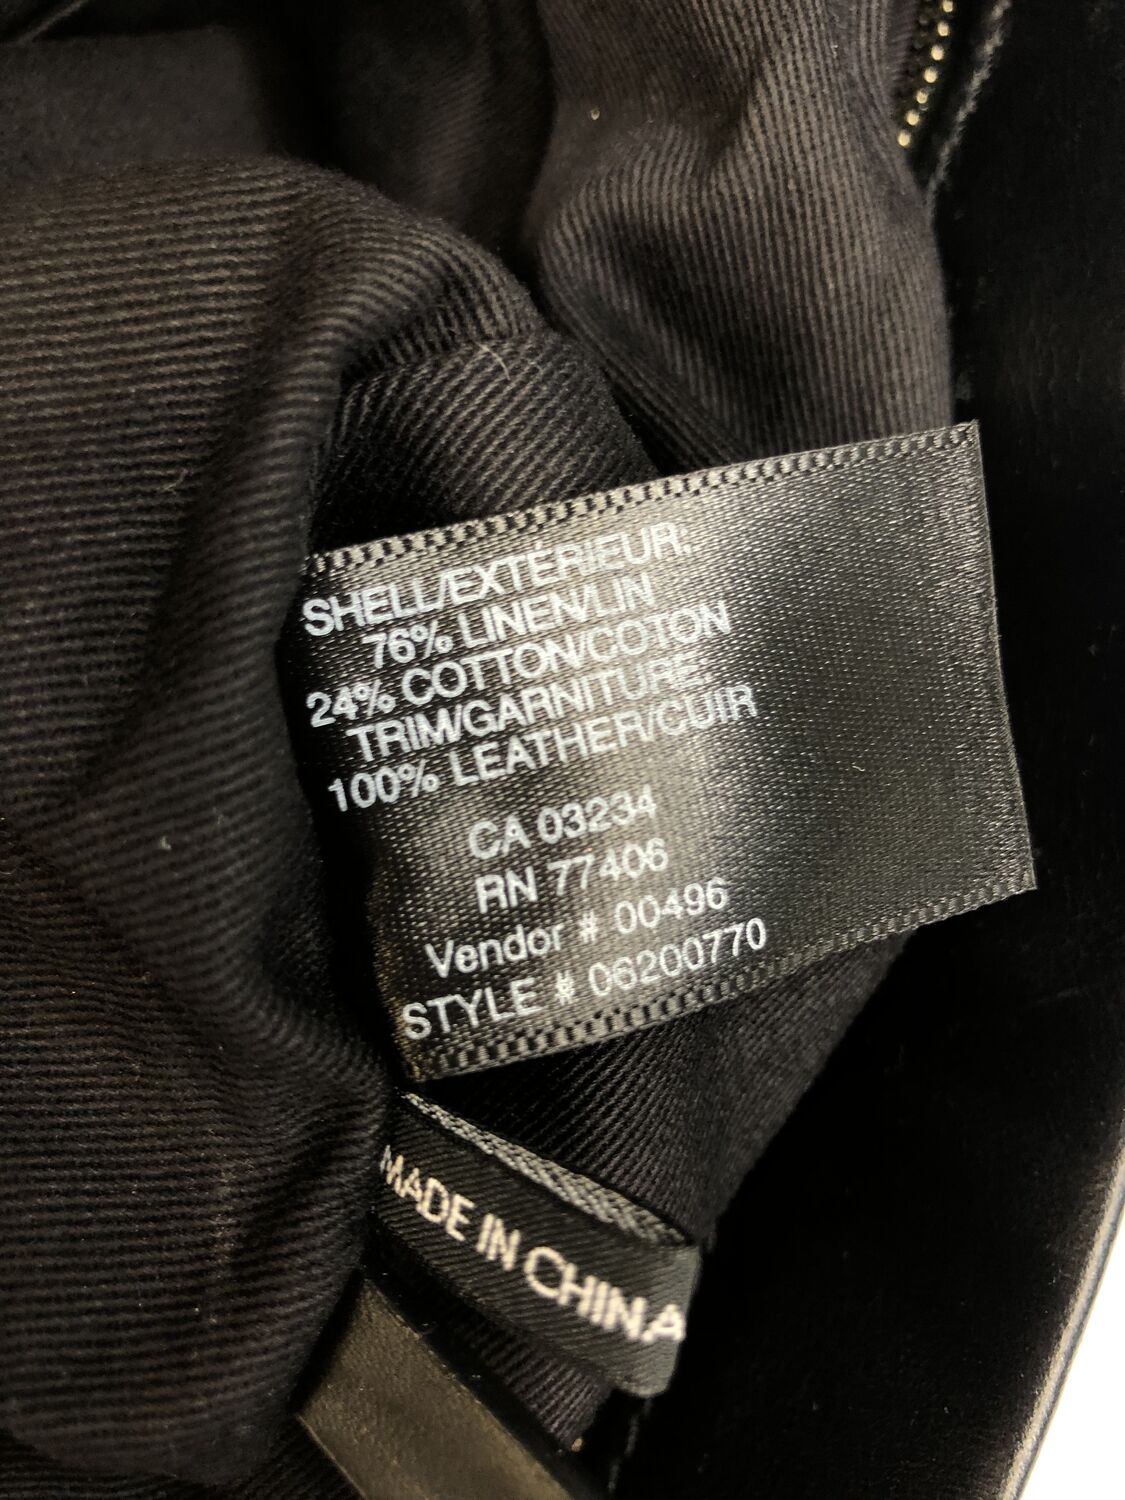 SHELL/EXTÉRIEUR:
76% LINEN/LIN
24% COTTON/COTON
TRIM/GARNITURE:
100% LEATHER/CUIR
CA 03234
RN 77406
Vendor # 00496
STYLE # 06200770
MADE IN CHINA